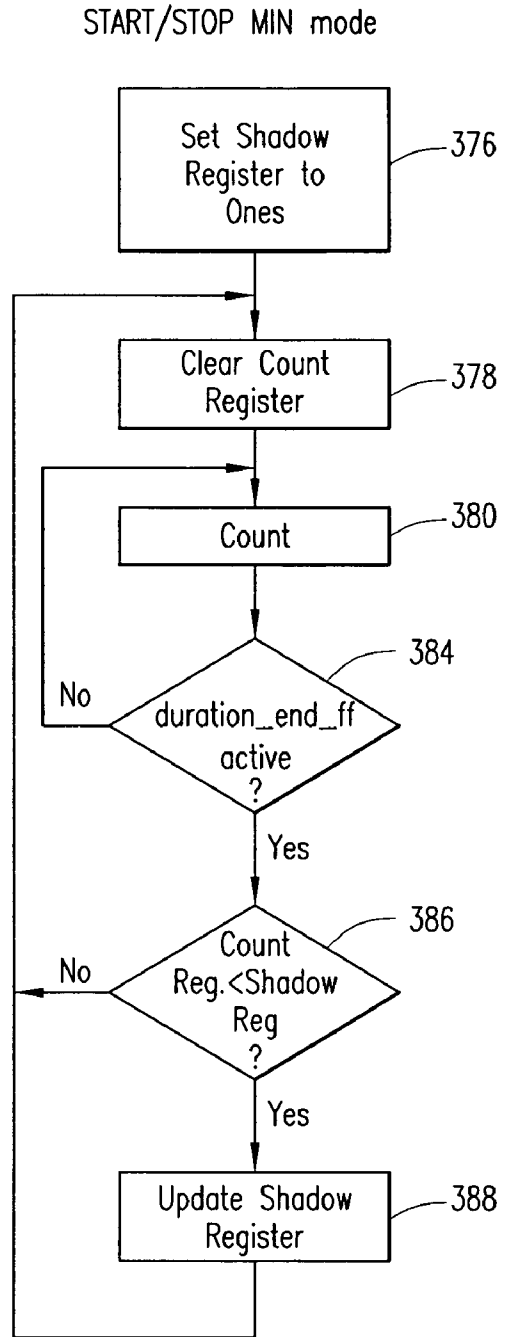 START/STOP MIN mode
Set Shadow
Register to
Ones
376
Clear Count
Register
378
Count
380
384
No
duration_end_ff
active
?
Yes
386
No
Count
Reg.<Shadow
Reg
?
Yes
Update Shadow
Register
388